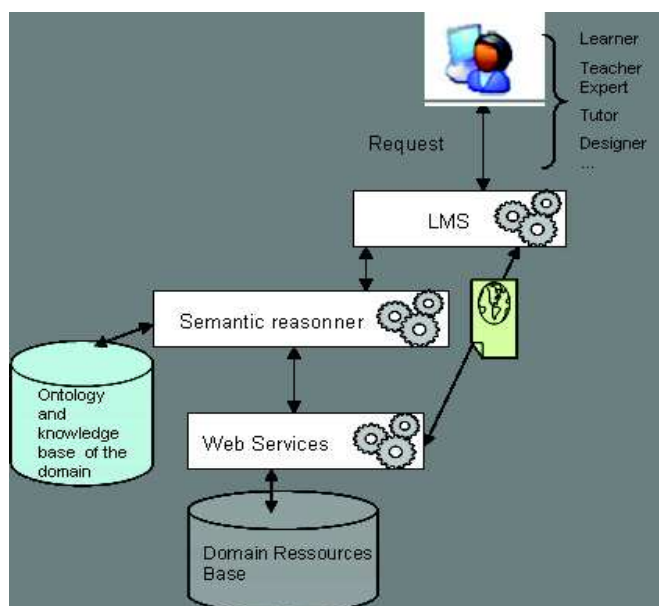 Learner
Teacher
Expert
Tutor
Designer
...
Request
LMS
Semantic reasonner
Ontology
and
knowledge
base of the
domain
Web Services
Domain Ressources
Base